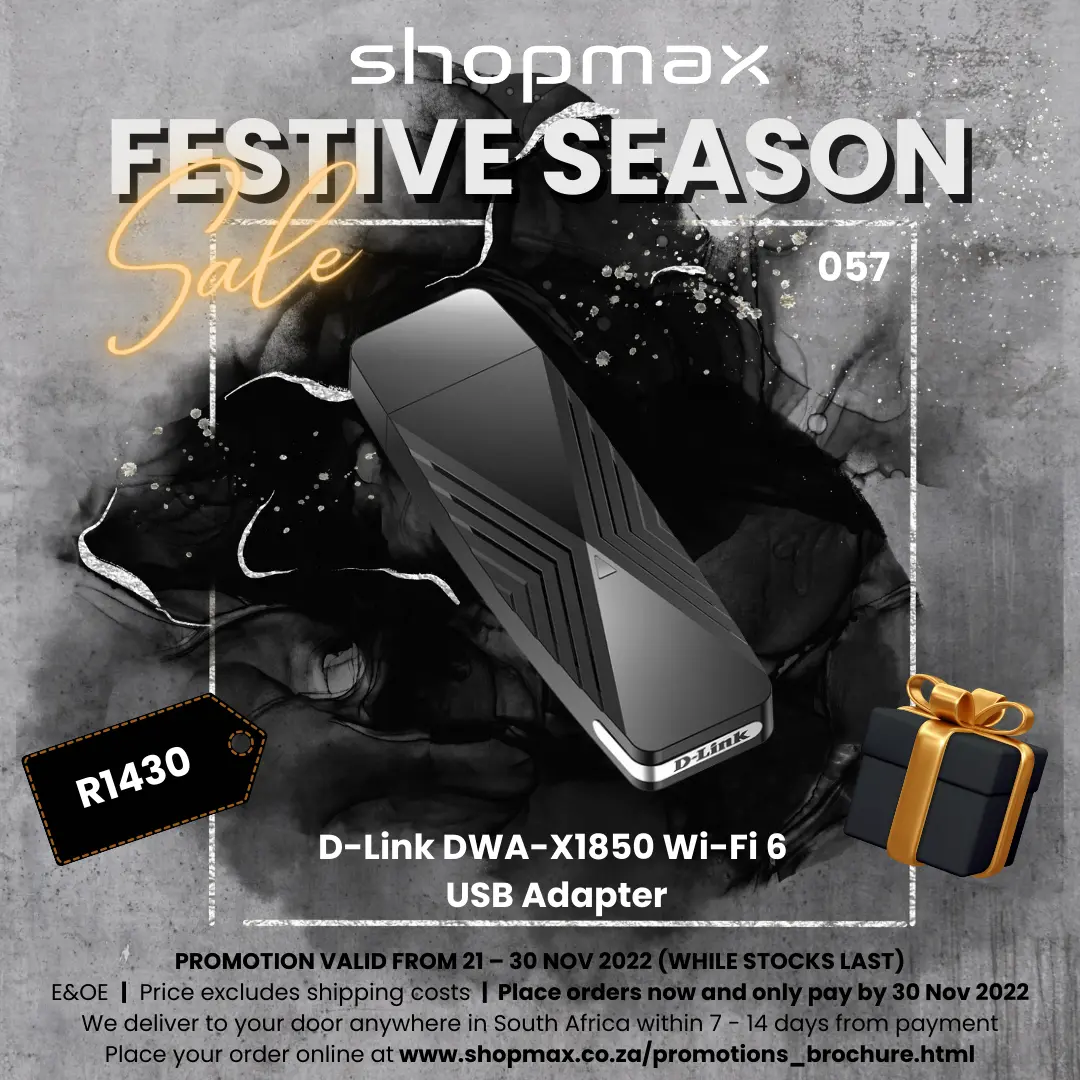 shopmax
FESTIVE SEASON
Sale
057
D-Link
R1430
D-Link DWA-X1850 Wi-Fi 6
USB Adapter
PROMOTION VALID FROM 21 – 30 NOV 2022 (WHILE STOCKS LAST)
E&OE | Price excludes shipping costs | Place orders now and only pay by 30 Nov 2022
We deliver to your door anywhere in South Africa within 7 - 14 days from payment
Place your order online at www.shopmax.co.za/promotions_brochure.html